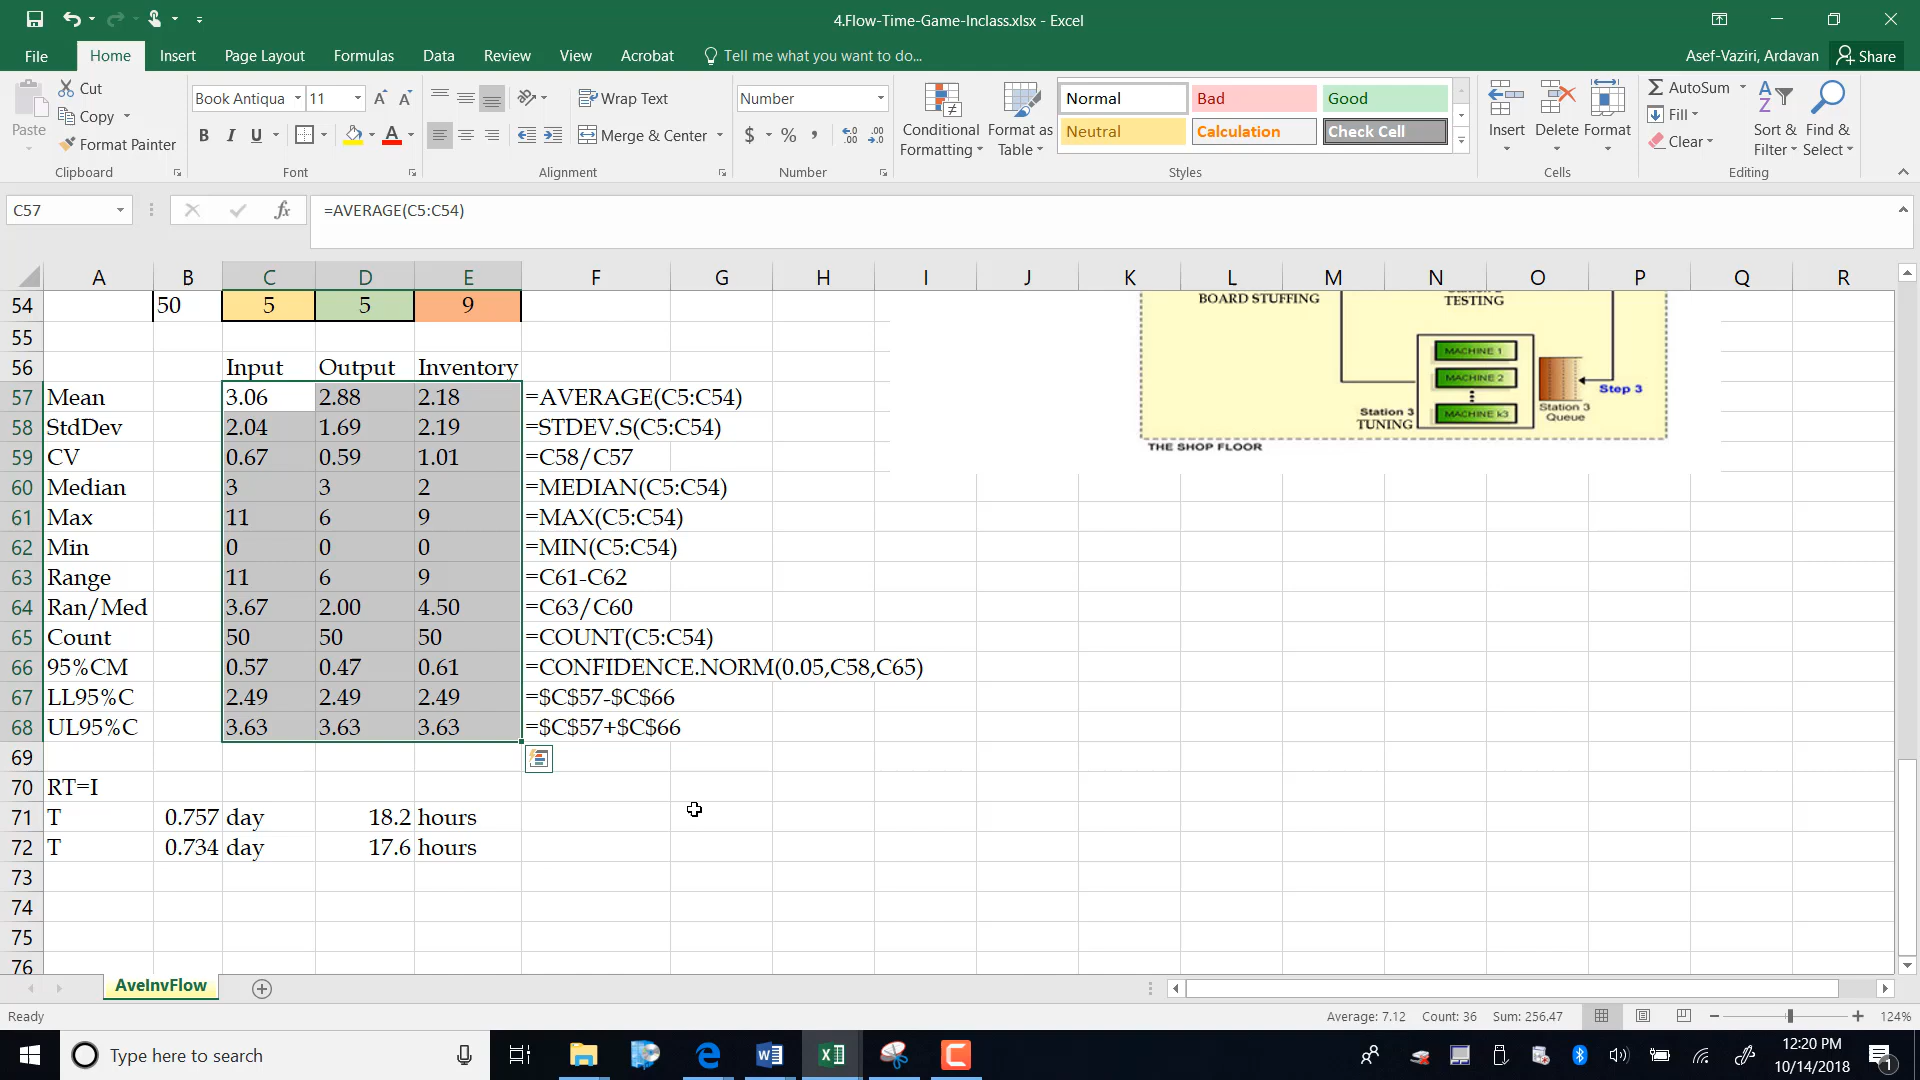 4.Flow-Time-Game-Inclass.xlsx - Excel
File Home Insert Page Layout Formulas Data Review View Acrobat Tell me what you want to do... Asef-Vaziri, Ardavan Share
Paste Cut Copy Format Painter Clipboard
Book Antiqua 11 B I U A Font
Wrap Text Merge & Center Alignment
Number $ % , Number
Conditional Formatting Format as Table
Normal Bad Good
Neutral Calculation Check Cell
Styles
Insert Delete Format Cells
AutoSum Fill Clear Sort & Filter Find & Select Editing
C57 fx =AVERAGE(C5:C54)
A B C D E F G H I J K L M N O P Q R
54 50 5 5 9
55
56 Input Output Inventory
57 Mean 3.06 2.88 2.18 =AVERAGE(C5:C54)
58 StdDev 2.04 1.69 2.19 =STDEV.S(C5:C54)
59 CV 0.67 0.59 1.01 =C58/C57
60 Median 3 3 2 =MEDIAN(C5:C54)
61 Max 11 6 9 =MAX(C5:C54)
62 Min 0 0 0 =MIN(C5:C54)
63 Range 11 6 9 =C61-C62
64 Ran/Med 3.67 2.00 4.50 =C63/C60
65 Count 50 50 50 =COUNT(C5:C54)
66 95%CM 0.57 0.47 0.61 =CONFIDENCE.NORM(0.05,C58,C65)
67 LL95%C 2.49 2.49 2.49 =$C$57-$C$66
68 UL95%C 3.63 3.63 3.63 =$C$57+$C$66
69
70 RT=I
71 T 0.757 day 18.2 hours
72 T 0.734 day 17.6 hours
73
74
75
76
BOARD STUFFING
TESTING
MACHINE 1
MACHINE 2
MACHINE k3
Step 3
Station 3 Queue
Station 3
TUNING
THE SHOP FLOOR
AveInvFlow
Ready Average: 7.12 Count: 36 Sum: 256.47 124%
Type here to search
12:20 PM
10/14/2018
1